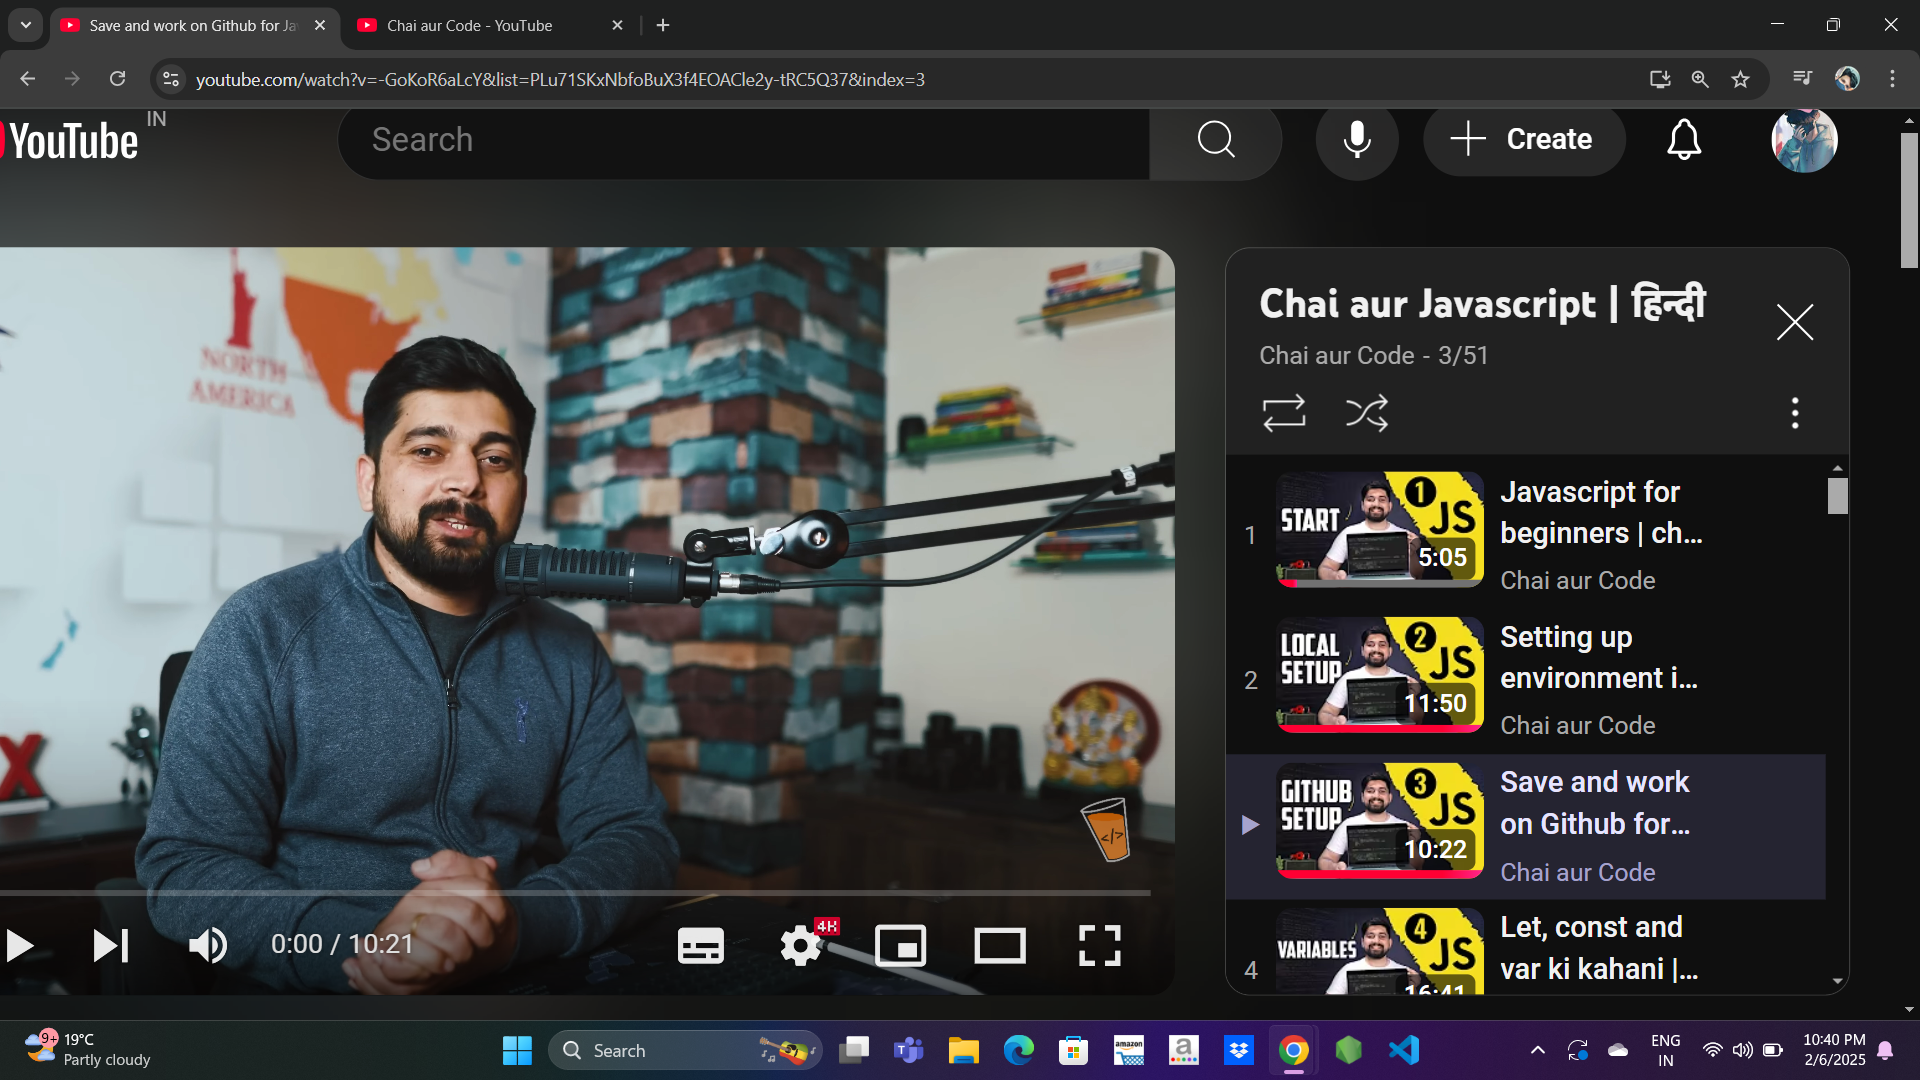 Save and work on Github for Ja
Chai aur Code - YouTube
youtube.com/watch?v=-GoKoR6aLcY&list=PLu71SKxNbfoBuX3f4EOACle2y-tRC5Q37&index=3
YouTube IN
Search
Create
NORTH
AMERICA
Chai aur Javascript | हिन्दी
Chai aur Code - 3/51
1
START
1
JS
5:05
Javascript for
beginners | ch...
Chai aur Code
2
LOCAL
SETUP
2
JS
11:50
Setting up
environment i...
Chai aur Code
GITHUB
SETUP
3
JS
10:22
Save and work
on Github for...
Chai aur Code
4
VARIABLES
4
JS
16:41
Let, const and
var ki kahani |...
</>
0:00 / 10:21
4K
9+
19°C
Partly cloudy
Search
amazon
a
ENG
IN
10:40 PM
2/6/2025